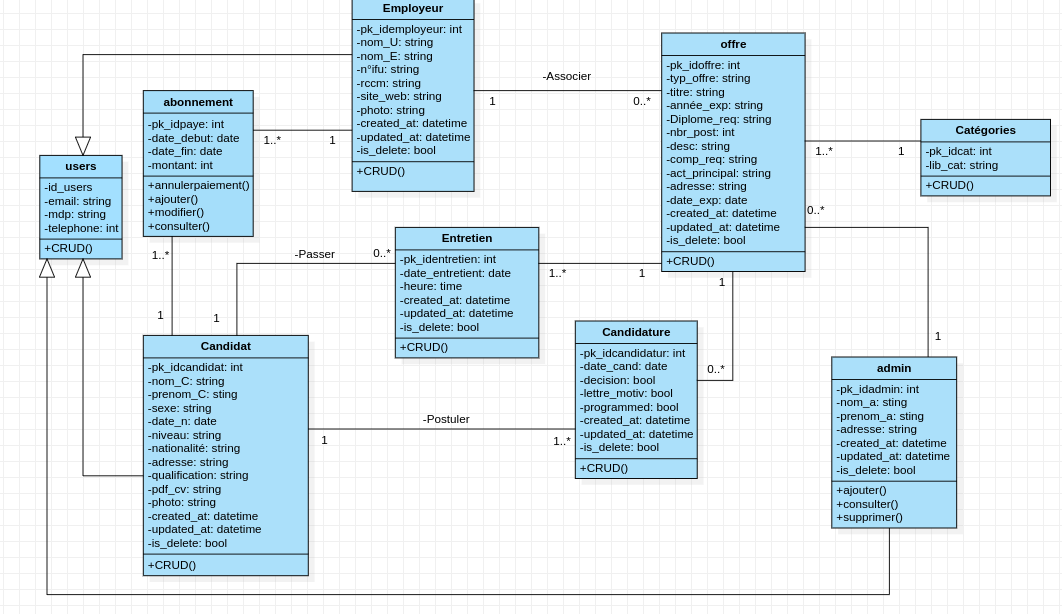 Employeur
-pk_idemployeur: int
-nom_U: string
-nom_E: string
-n°ifu: string
-rccm: string
-site_web: string
-photo: string
-created_at: datetime
-updated_at: datetime
-is_delete: bool
+CRUD()
offre
-pk_idoffre: int
-typ_offre: string
-titre: string
-année_exp: string
-Diplome_req: string
-nbr_post: int
-desc: string
-comp_req: string
-act_principal: string
-adresse: string
-date_exp: date
-created_at: datetime
-updated_at: datetime
-is_delete: bool
+CRUD()
-Associer
1
0..*
abonnement
-pk_idpaye: int
-date_debut: date
-date_fin: date
-montant: int
+annulerpaiement()
+ajouter()
+modifier()
+consulter()
1..*
1
Catégories
-pk_idcat: int
-lib_cat: string
+CRUD()
1..*
1
users
-id_users
-email: string
-mdp: string
-telephone: int
+CRUD()
0..*
1
Entretien
-pk_identretien: int
-date_entretient: date
-heure: time
-created_at: datetime
-updated_at: datetime
-is_delete: bool
+CRUD()
-Passer
0..*
1
1..*
1
1..*
1
1
0..*
Candidature
-pk_idcandidatur: int
-date_cand: date
-decision: bool
-lettre_motiv: bool
-programmed: bool
-created_at: datetime
-updated_at: datetime
-is_delete: bool
+CRUD()
Candidat
-pk_idcandidat: int
-nom_C: string
-prenom_C: sting
-sexe: string
-date_n: date
-niveau: string
-nationalité: string
-adresse: string
-qualification: string
-pdf_cv: string
-photo: string
-created_at: datetime
-updated_at: datetime
-is_delete: bool
+CRUD()
-Postuler
1
1..*
admin
-pk_idadmin: int
-nom_a: sting
-prenom_a: sting
-adresse: string
-created_at: datetime
-updated_at: datetime
-is_delete: bool
+ajouter()
+consulter()
+supprimer()